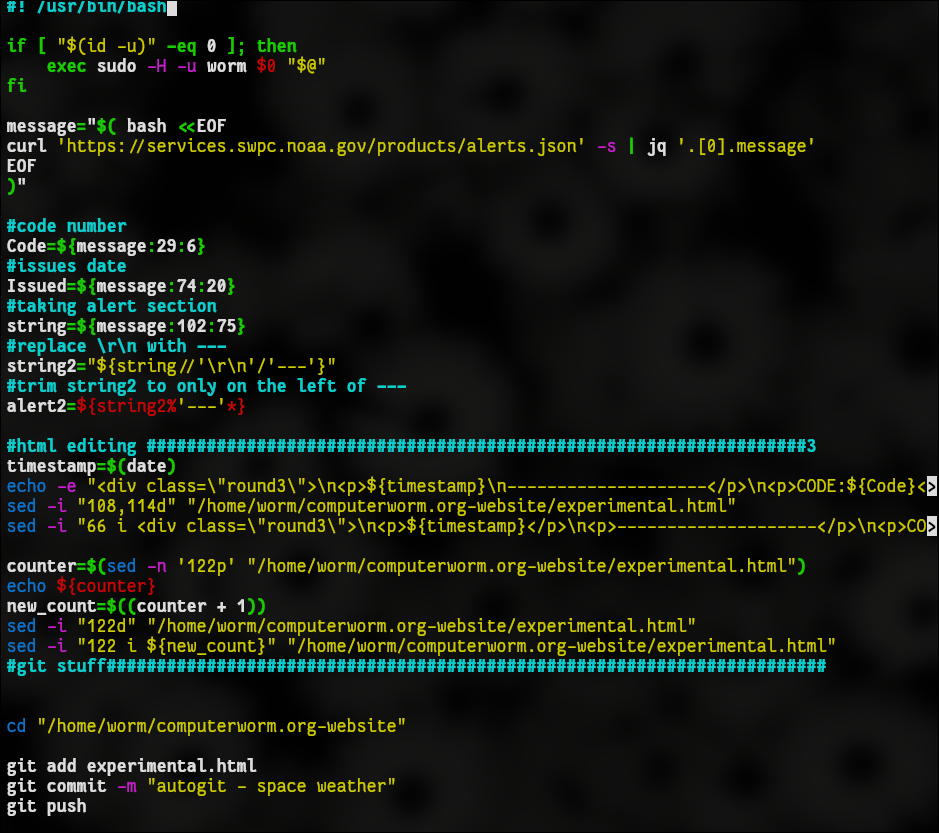 #! /usr/bin/bash

if [ "$(id -u)" -eq 0 ]; then
    exec sudo -H -u worm $0 "$@"
fi

message="$( bash <<EOF
curl 'https://services.swpc.noaa.gov/products/alerts.json' -s | jq '.[0].message'
EOF
)"

#code number
Code=${message:29:6}
#issues date
Issued=${message:74:20}
#taking alert section
string=${message:102:75}
#replace \r\n with ---
string2="${string//'\r\n'/'---'}"
#trim string2 to only on the left of ---
alert2=${string2%'---'*}

#html editing ##################################################################3
timestamp=$(date)
echo -e "<div class=\"round3\">\n<p>${timestamp}\n--------------------</p>\n<p>CODE:${Code}<>
sed -i "108,114d" "/home/worm/computerworm.org-website/experimental.html"
sed -i "66 i <div class=\"round3\">\n<p>${timestamp}</p>\n<p>--------------------</p>\n<p>CO>

counter=$(sed -n '122p' "/home/worm/computerworm.org-website/experimental.html")
echo ${counter}
new_count=$((counter + 1))
sed -i "122d" "/home/worm/computerworm.org-website/experimental.html"
sed -i "122 i ${new_count}" "/home/worm/computerworm.org-website/experimental.html"
#git stuff########################################################################

cd "/home/worm/computerworm.org-website"

git add experimental.html
git commit -m "autogit - space weather"
git push